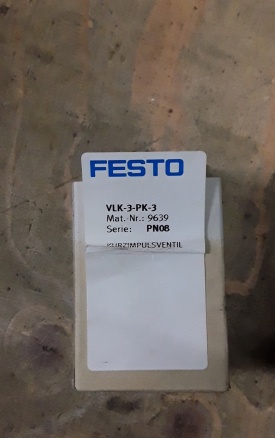 FESTO
VLK-3-PK-3
Mat.-Nr.: 9639
Serie: PN08
KURZIMPULSVENTIL